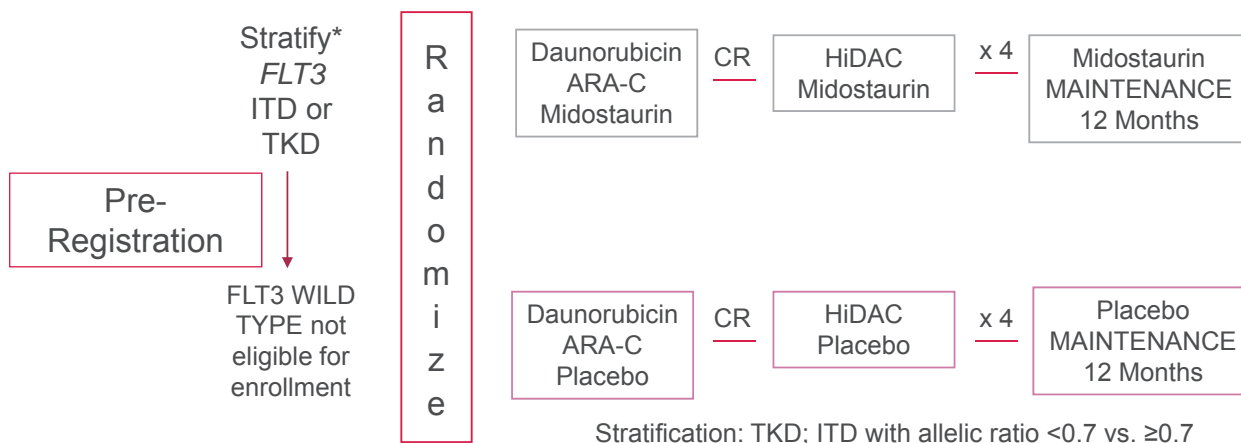 Pre-
Registration
Stratify*
FLT3
ITD or
TKD
FLT3 WILD
TYPE not
eligible for
enrollment
R
a
n
d
o
m
i
z
e
Daunorubicin
ARA-C
Midostaurin
CR
HiDAC
Midostaurin
x 4
Midostaurin
MAINTENANCE
12 Months
Daunorubicin
ARA-C
Placebo
CR
HiDAC
Placebo
x 4
Placebo
MAINTENANCE
12 Months
Stratification: TKD; ITD with allelic ratio <0.7 vs. ≥0.7